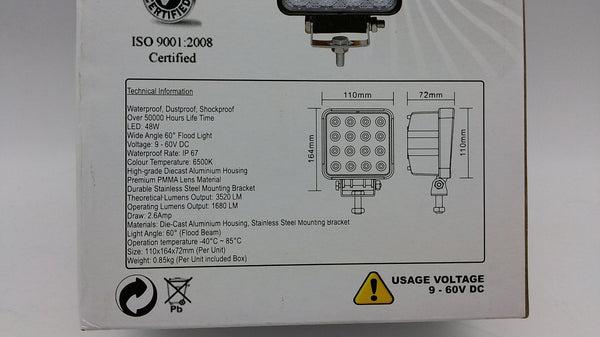 CERTIFIED
ISO 9001:2008
Certified
Technical Information
Waterproof, Dustproof, Shockproof
Over 50000 Hours Life Time
LED: 48W
Wide Angle 60° Flood Light
Voltage: 9 - 60V DC
Waterproof Rate: IP 67
Colour Temperature: 6500K
High-grade Diecast Aluminium Housing
Premium PMMA Lens Material
Durable Stainless Steel Mounting Bracket
Theoretical Lumens Output: 3520 LM
Operating Lumens Output: 1680 LM
Draw: 2.6Amp
Materials: Die-Cast Aluminium Housing, Stainless Steel Mounting Bracket
Light Angle: 60° (Flood Beam)
Operation temperature -40°C ~ 85°C
Size: 110x164x72mm (Per Unit)
Weight: 0.85kg (Per Unit included Box)
110mm
72mm
164mm
110mm
Pb
USAGE VOLTAGE
9 - 60V DC